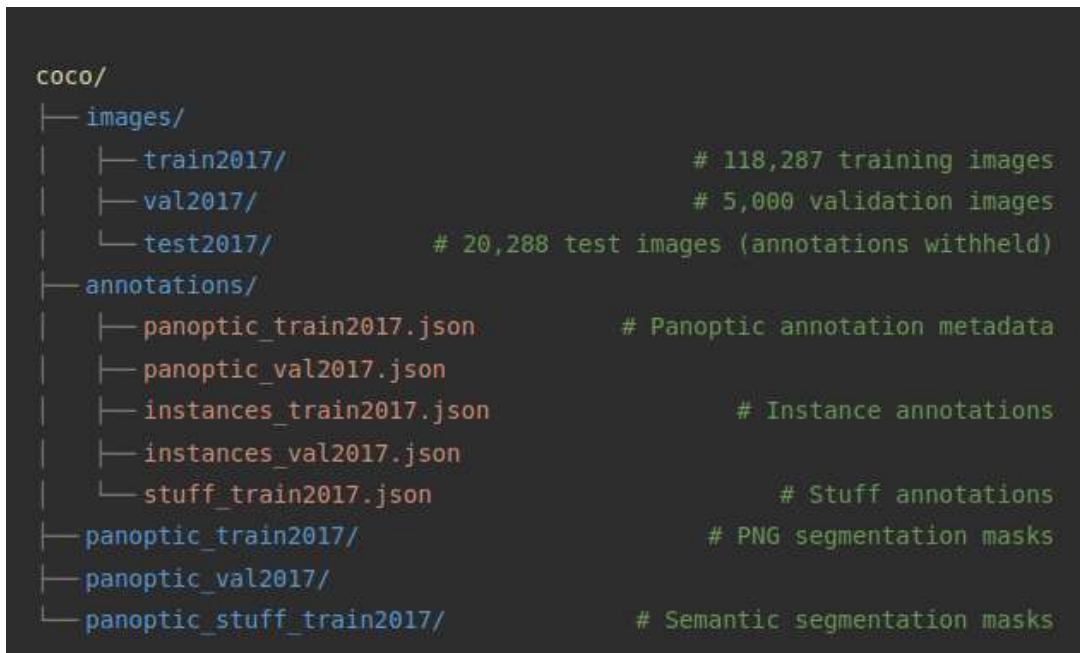 coco/
├── images/
│   ├── train2017/ # 118,287 training images
│   ├── val2017/ # 5,000 validation images
│   └── test2017/ # 20,288 test images (annotations withheld)
├── annotations/
│   ├── panoptic_train2017.json # Panoptic annotation metadata
│   ├── panoptic_val2017.json
│   ├── instances_train2017.json # Instance annotations
│   ├── instances_val2017.json
│   └── stuff_train2017.json # Stuff annotations
├── panoptic_train2017/ # PNG segmentation masks
├── panoptic_val2017/
└── panoptic_stuff_train2017/ # Semantic segmentation masks